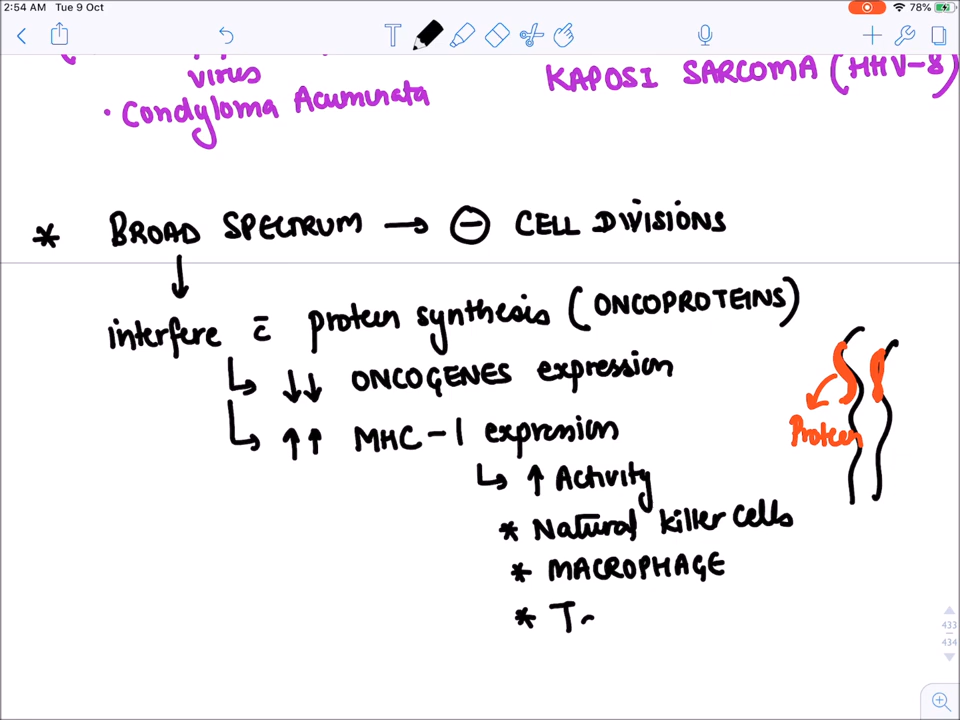 2:54 AM Tue 9 Oct 78%
T
virus
KAPOSI SARCOMA (HHV-8)
• Condyloma Acuminata
* BROAD SPECTRUM → ⊖ CELL DIVISIONS
↓
interfere c̄ protein synthesis (ONCOPROTEINS)
↳ ↓↓ ONCOGENES expression
↳ ↑↑ MHC-1 expression
Protein
↳ ↑ Activity
* Natural killer cells
* MACROPHAGE
* T
433
434